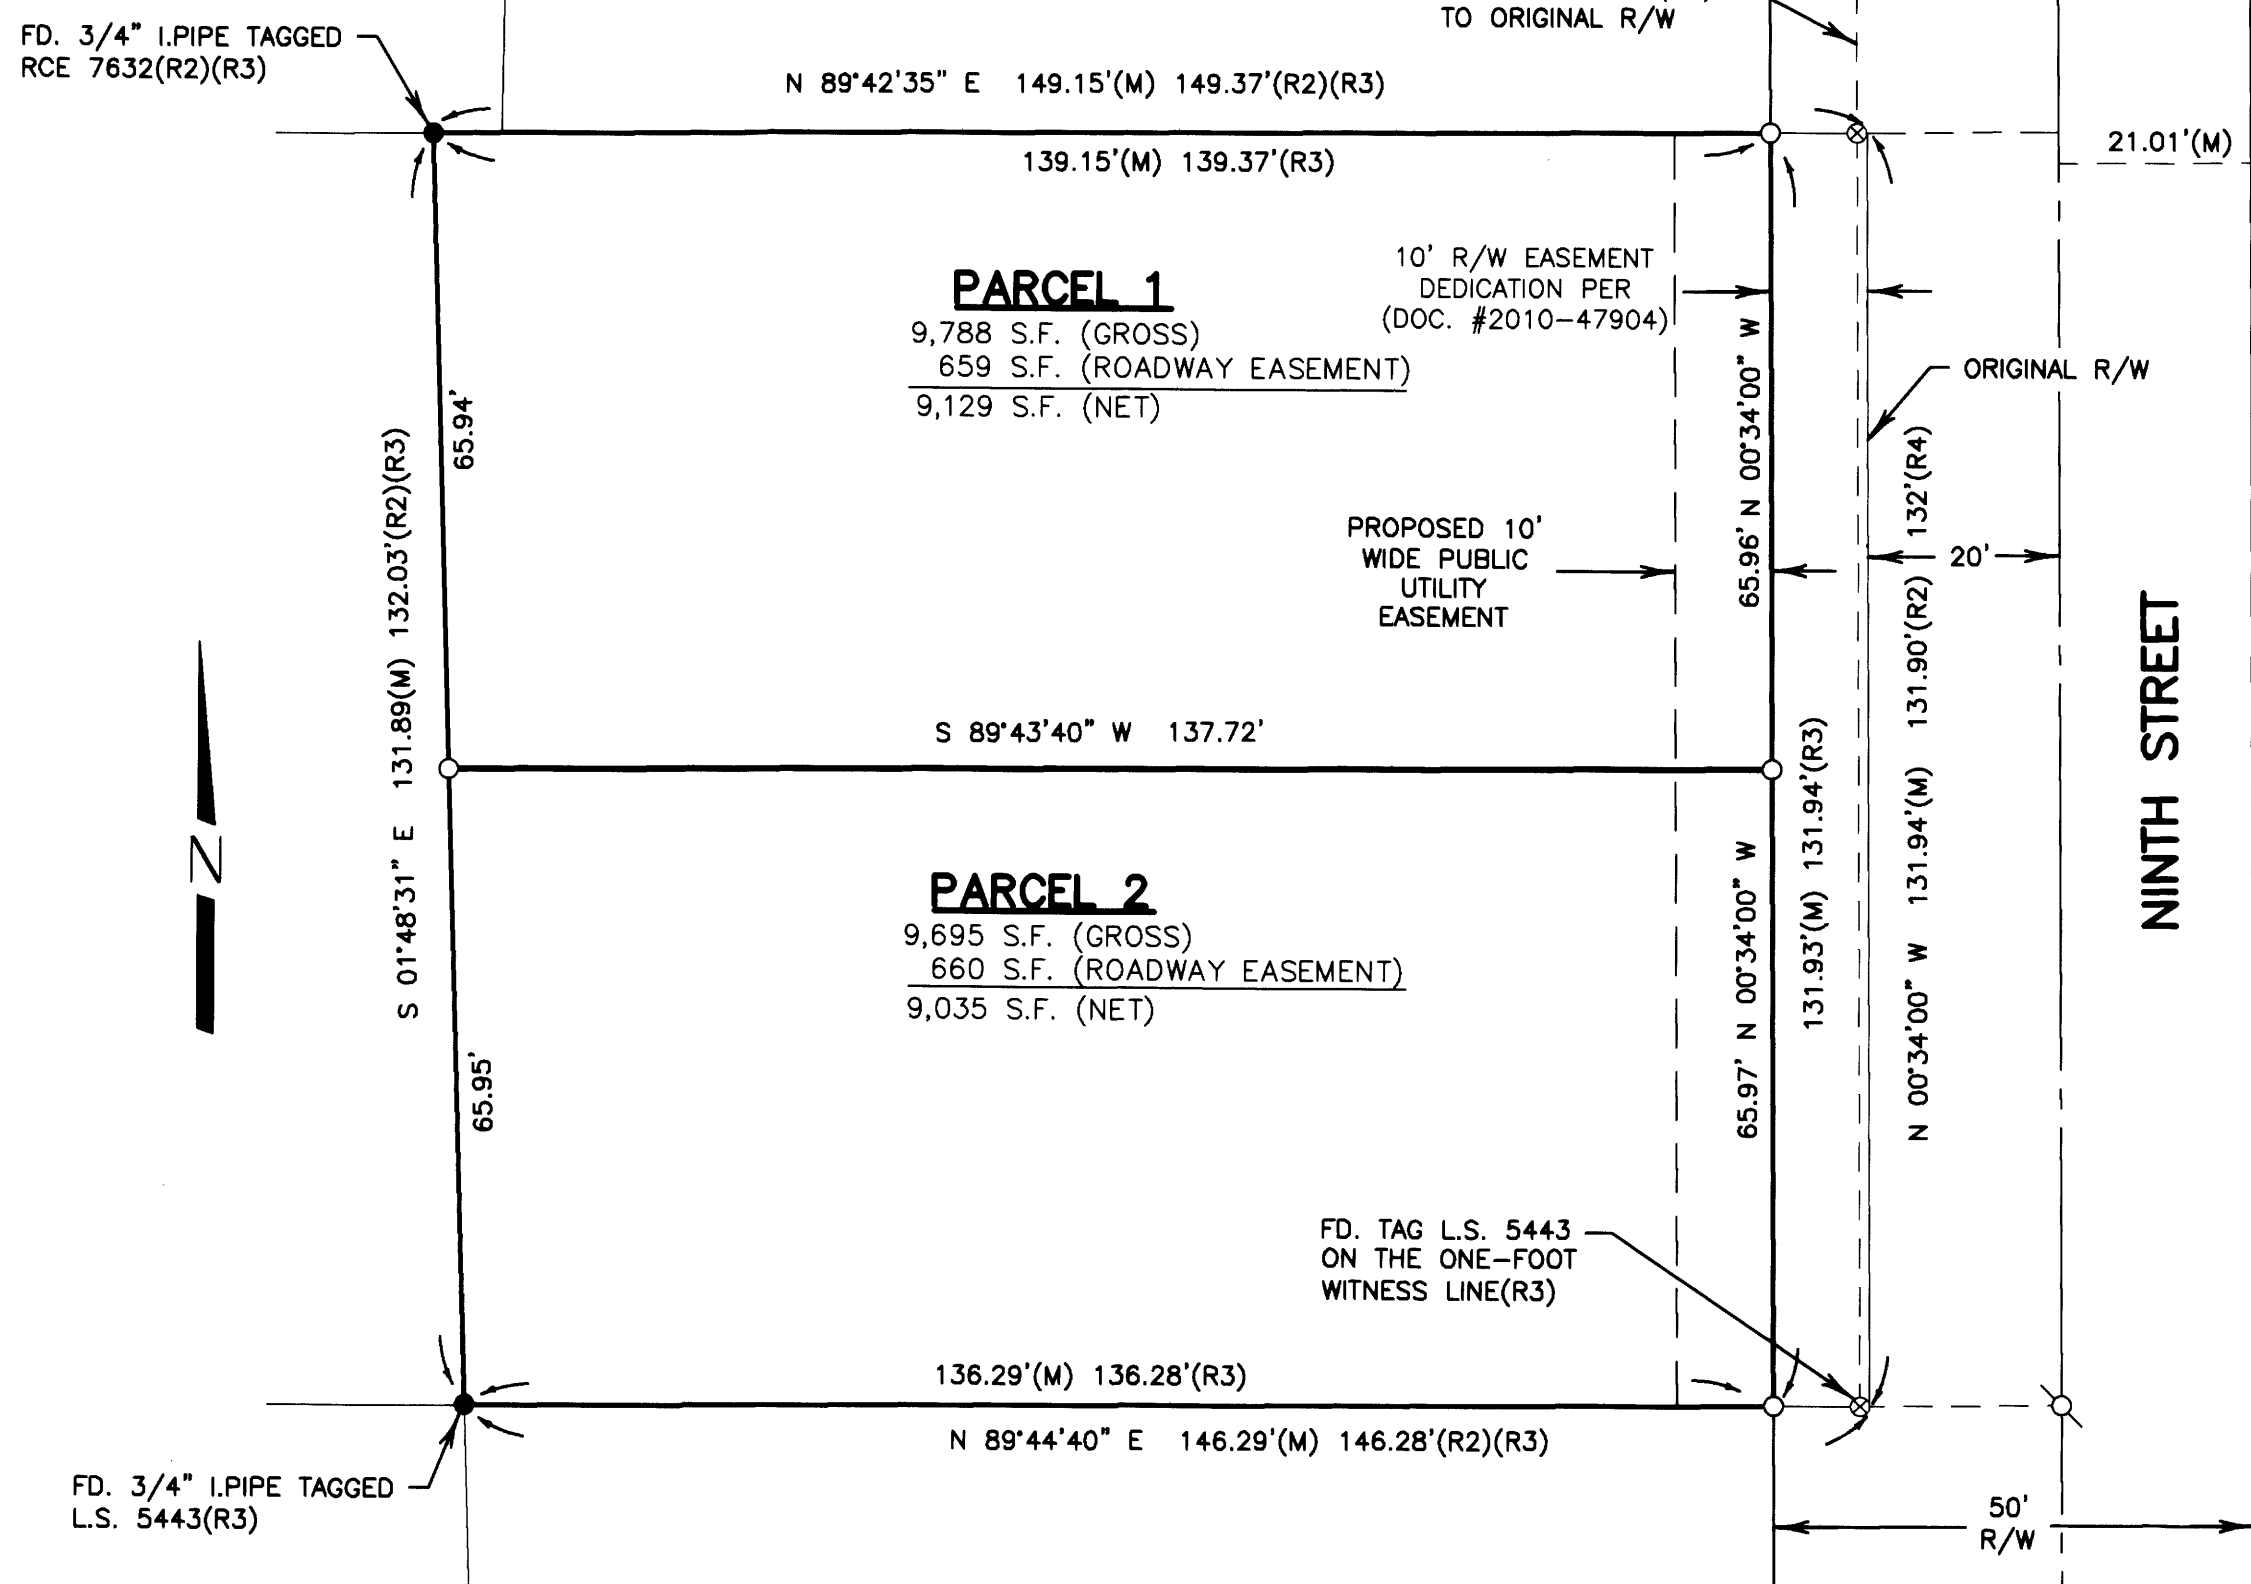 TO ORIGINAL R/W
FD. 3/4" I.PIPE TAGGED
RCE 7632(R2)(R3)
N 89°42'35" E 149.15'(M) 149.37'(R2)(R3)
139.15'(M) 139.37'(R3)
21.01'(M)
PARCEL 1
9,788 S.F. (GROSS)
659 S.F. (ROADWAY EASEMENT)
9,129 S.F. (NET)
10' R/W EASEMENT
DEDICATION PER
(DOC. #2010-47904)
ORIGINAL R/W
65.94'
S 01°48'31" E 131.89(M) 132.03'(R2)(R3)
65.96' N 00°34'00" W
PROPOSED 10'
WIDE PUBLIC
UTILITY
EASEMENT
20'
N 00°34'00" W 131.94'(M) 131.90'(R2) 132'(R4)
NINTH STREET
S 89°43'40" W 137.72'
N
131.93'(M) 131.94'(R3)
PARCEL 2
9,695 S.F. (GROSS)
660 S.F. (ROADWAY EASEMENT)
9,035 S.F. (NET)
65.97' N 00°34'00" W
65.95'
FD. TAG L.S. 5443
ON THE ONE-FOOT
WITNESS LINE(R3)
136.29'(M) 136.28'(R3)
N 89°44'40" E 146.29'(M) 146.28'(R2)(R3)
FD. 3/4" I.PIPE TAGGED
L.S. 5443(R3)
50'
R/W